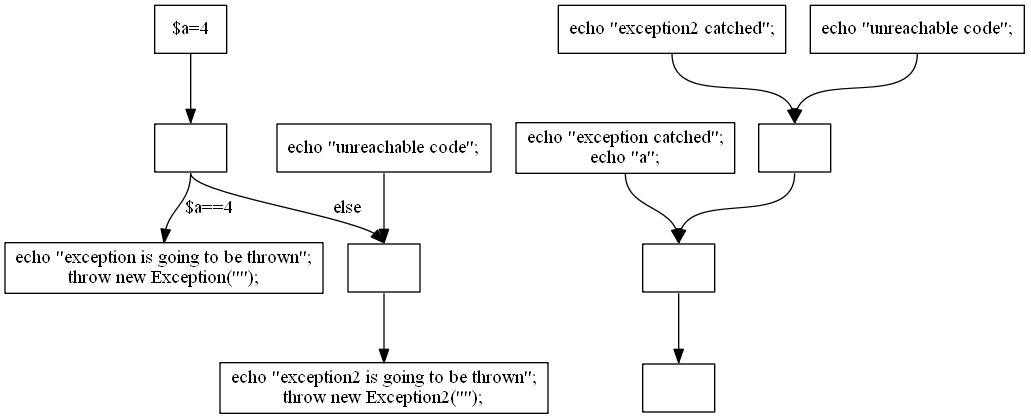 $a=4
echo "exception2 catched";
echo "unreachable code";
echo "unreachable code";
echo "exception catched";
echo "a";
$a==4
else
echo "exception is going to be thrown";
throw new Exception("");
echo "exception2 is going to be thrown";
throw new Exception2("");